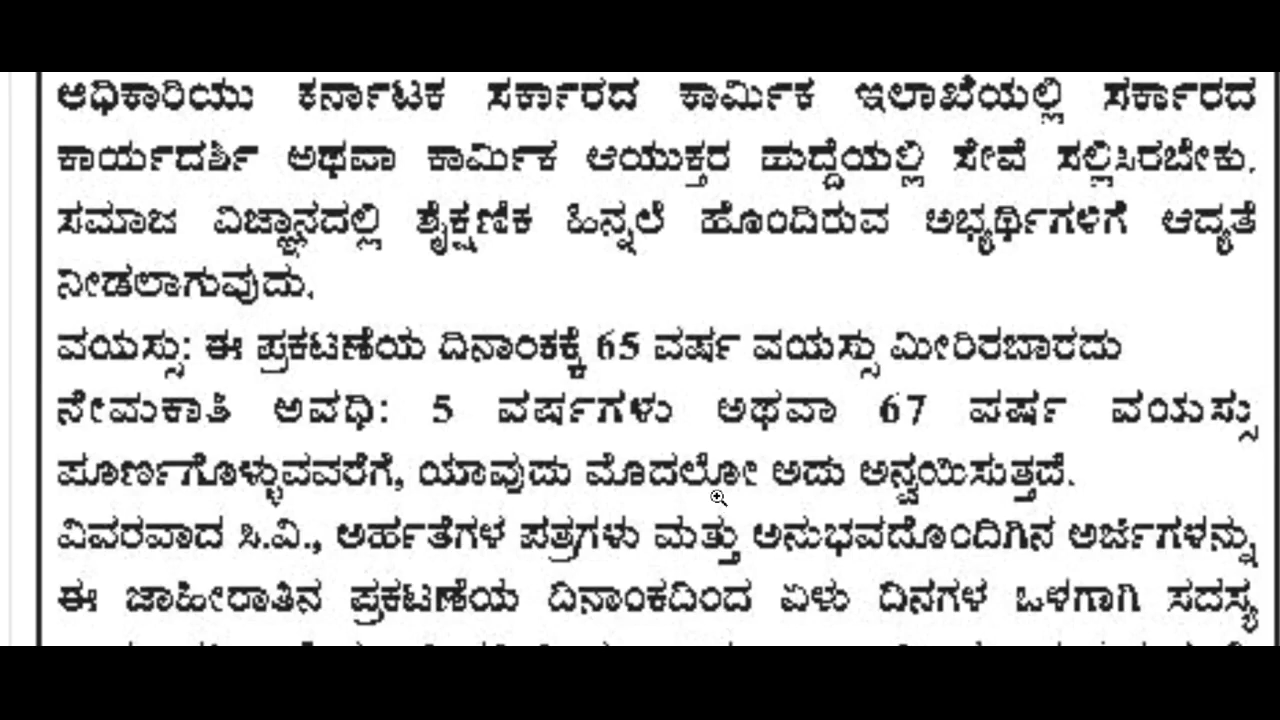 ಅಧಿಕಾರಿಯು ಕರ್ನಾಟಕ ಸರ್ಕಾರದ ಕಾರ್ಮಿಕ ಇಲಾಖೆಯಲ್ಲಿ ಸರ್ಕಾರದ
ಕಾರ್ಯದರ್ಶಿ ಅಥವಾ ಕಾರ್ಮಿಕ ಆಯುಕ್ತರ ಹುದ್ದೆಯಲ್ಲಿ ಸೇವೆ ಸಲ್ಲಿಸಿರಬೇಕು.
ಸಮಾಜ ವಿಜ್ಞಾನದಲ್ಲಿ ಶೈಕ್ಷಣಿಕ ಹಿನ್ನಲೆ ಹೊಂದಿರುವ ಅಭ್ಯರ್ಥಿಗಳಿಗೆ ಆದ್ಯತೆ
ನೀಡಲಾಗುವುದು.
ವಯಸ್ಸು: ಈ ಪ್ರಕಟಣೆಯ ದಿನಾಂಕಕ್ಕೆ 65 ವರ್ಷ ವಯಸ್ಸು ಮೀರಿರಬಾರದು
ನೇಮಕಾತಿ ಅವಧಿ: 5 ವರ್ಷಗಳು ಅಥವಾ 67 ವರ್ಷ ವಯಸ್ಸು
ಪೂರ್ಣಗೊಳ್ಳುವವರೆಗೆ, ಯಾವುದು ಮೊದಲೋ ಅದು ಅನ್ವಯಿಸುತ್ತದೆ.
ವಿವರವಾದ ಸಿ.ವಿ., ಅರ್ಹತೆಗಳ ಪತ್ರಗಳು ಮತ್ತು ಅನುಭವದೊಂದಿಗಿನ ಅರ್ಜಿಗಳನ್ನು
ಈ ಜಾಹೀರಾತಿನ ಪ್ರಕಟಣೆಯ ದಿನಾಂಕದಿಂದ ಏಳು ದಿನಗಳ ಒಳಗಾಗಿ ಸದಸ್ಯ